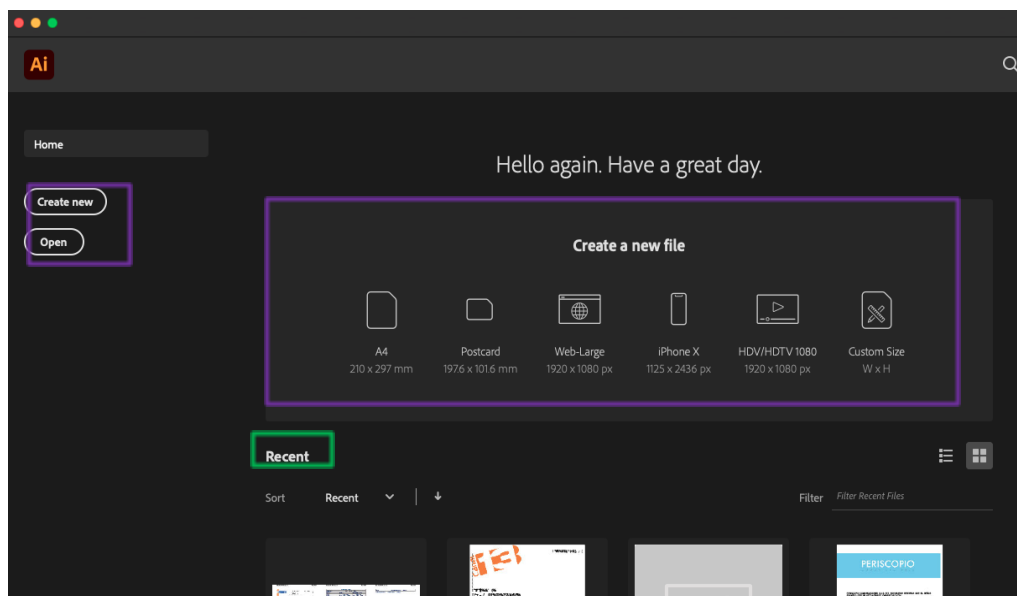 Ai
Home
Hello again. Have a great day.
Create new
Open
Create a new file
A4
210 x 297 mm
Postcard
197.6 x 101.6 mm
Web-Large
1920 x 1080 px
iPhone X
1125 x 2436 px
HDV/HDTV 1080
1920 x 1080 px
Custom Size
W x H
Recent
Sort Recent
Filter Filter Recent Files
13
PERISCOPIO